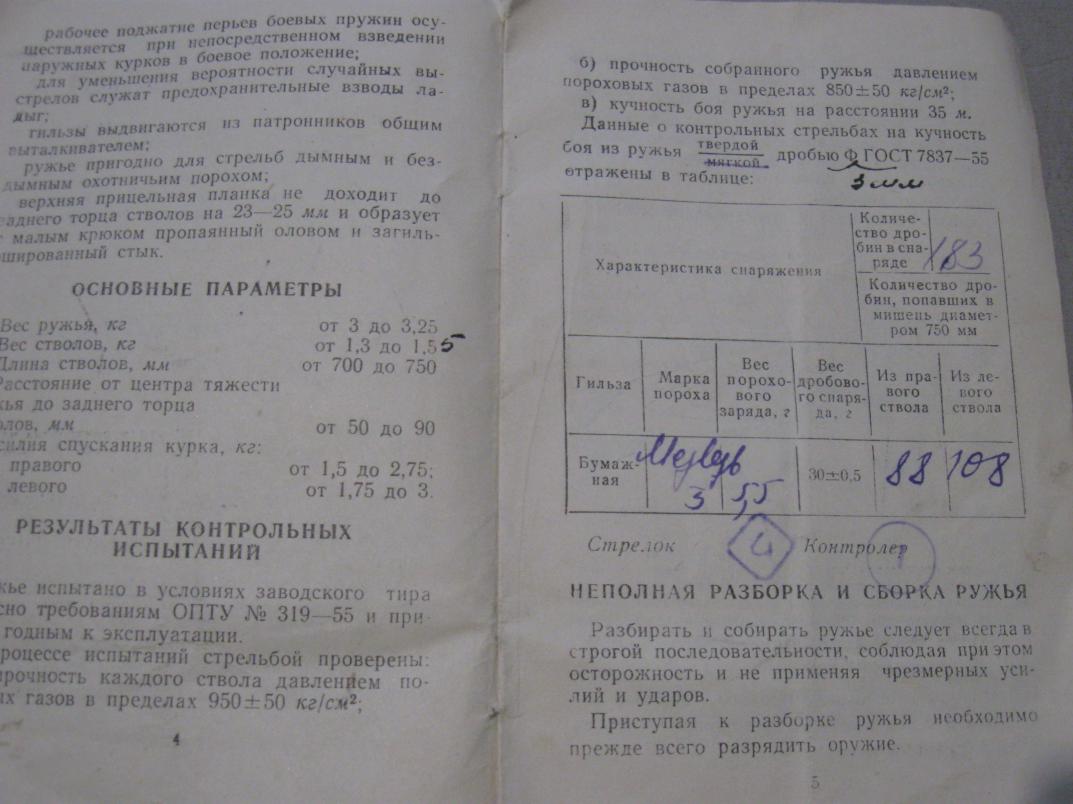 рабочее поджатие перьев боевых пружин осу-
ществляется при непосредственном взведении
наружных курков в боевое положение;
для уменьшения вероятности случайных вы-
стрелов служат предохранительные взводы ла-
дыг;
гильзы выдвигаются из патронников общим
выталкивателем;
ружье пригодно для стрельб дымным и без-
дымным охотничьим порохом;
верхняя прицельная планка не доходит до
заднего торца стволов на 23—25 мм и образует
с малым крюком пропаянный оловом и загиль-
ошированный стык.
ОСНОВНЫЕ ПАРАМЕТРЫ
Вес ружья, кг от 3 до 3,25
Вес стволов, кг от 1,3 до 1,55
Длина стволов, мм от 700 до 750
Расстояние от центра тяжести
жья до заднего торца
олов, мм от 50 до 90
силия спускания курка, кг:
правого от 1,5 до 2,75;
левого от 1,75 до 3.
РЕЗУЛЬТАТЫ КОНТРОЛЬНЫХ
ИСПЫТАНИЙ
жье испытано в условиях заводского тира
сно требованиям ОПТУ № 319—55 и при-
годным к эксплуатации.
роцессе испытаний стрельбой проверены:
прочность каждого ствола давлением по-
ых газов в пределах 950±50 кг/см²;
4
б) прочность собранного ружья давлением
пороховых газов в пределах 850±50 кг/см²;
в) кучность боя ружья на расстоянии 35 м.
Данные о контрольных стрельбах на кучность
боя из ружья твердой мягкой дробью Ф ГОСТ 7837—55
отражены в таблице: 3 мм
Характеристика снаряжения
Количе-
ство дро-
бин в сна-
ряде 183
Количество дро-
бин, попавших в
мишень диамет-
ром 750 мм
Гильза
Марка
пороха
Вес
порохо-
вого
заряда, г
Вес
дробово-
го снаря-
да, г
Из пра-
вого
ствола
Из ле-
вого
ствола
Бумаж-
ная
Медведь
3
5,5
30±0,5
88
108
Стрелок 4 Контролер 1
НЕПОЛНАЯ РАЗБОРКА И СБОРКА РУЖЬЯ
Разбирать и собирать ружье следует всегда в
строгой последовательности, соблюдая при этом
осторожность и не применяя чрезмерных уси-
лий и ударов.
Приступая к разборке ружья необходимо
прежде всего разрядить оружие.
5